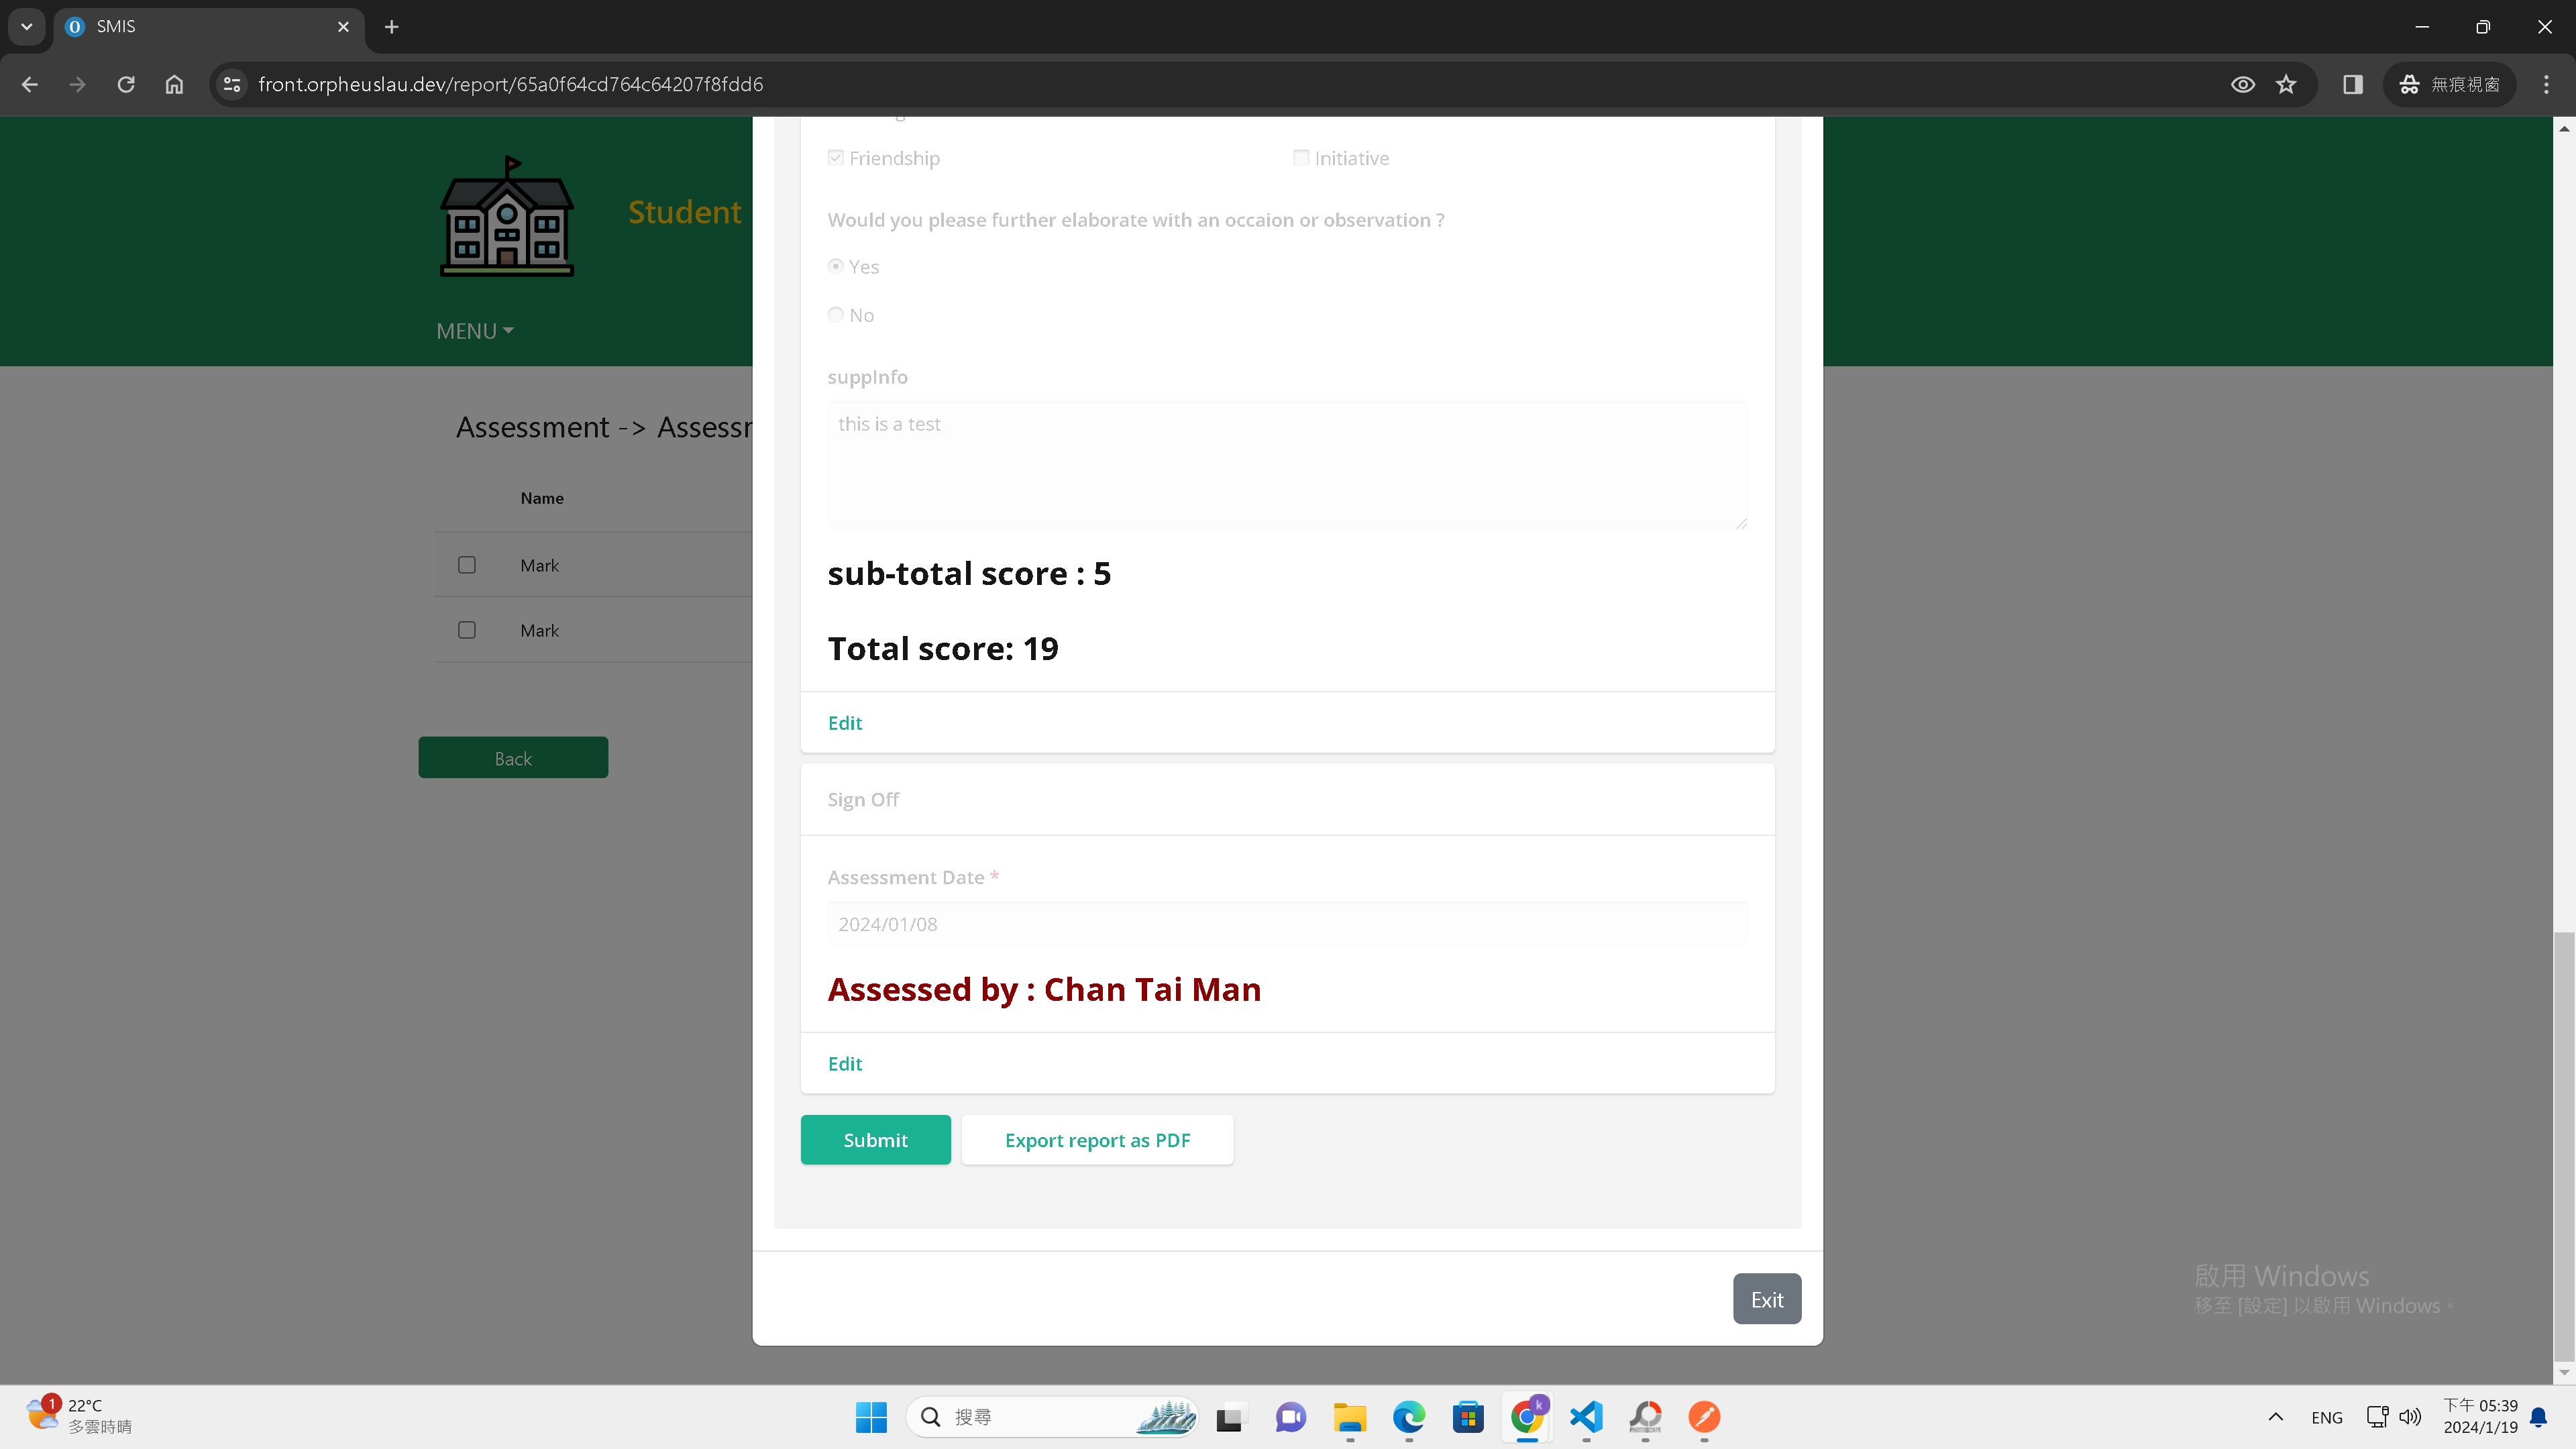 SMIS
front.orpheuslau.dev/report/65a0f64cd764c64207f8fdd6
無痕視窗
Student
MENU
Assessment -> Assessr
Name
Mark
Mark
Back
Friendship
Initiative
Would you please further elaborate with an occaion or observation ?
Yes
No
suppInfo
this is a test
sub-total score : 5
Total score: 19
Edit
Sign Off
Assessment Date *
2024/01/08
Assessed by : Chan Tai Man
Edit
Submit
Export report as PDF
Exit
啟用 Windows
移至 [設定] 以啟用 Windows。
1
22°C
多雲時晴
搜尋
k
ENG
下午 05:39
2024/1/19